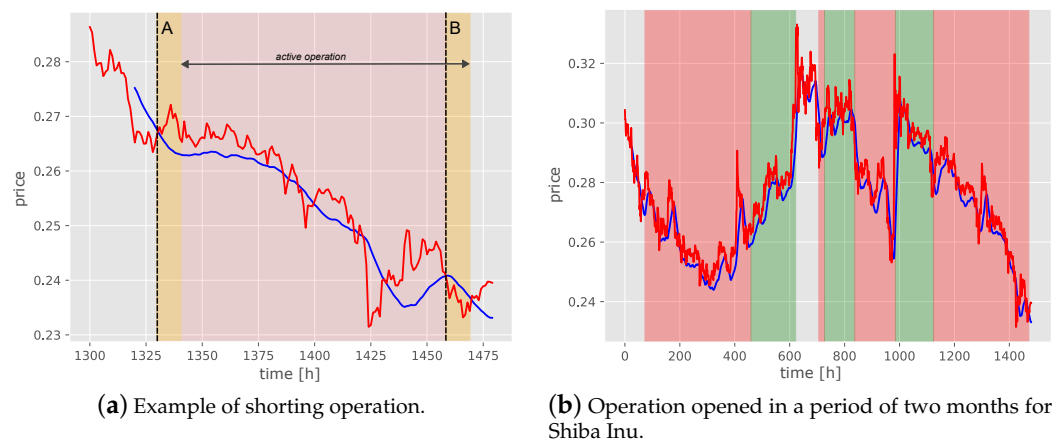 A
B
active operation
price
0.28
0.27
0.26
0.25
0.24
0.23
1300
1325
1350
1375
1400
1425
1450
1475
time [h]
(a) Example of shorting operation.
price
0.32
0.30
0.28
0.26
0.24
0
200
400
600
800
1000
1200
1400
time [h]
(b) Operation opened in a period of two months for
Shiba Inu.